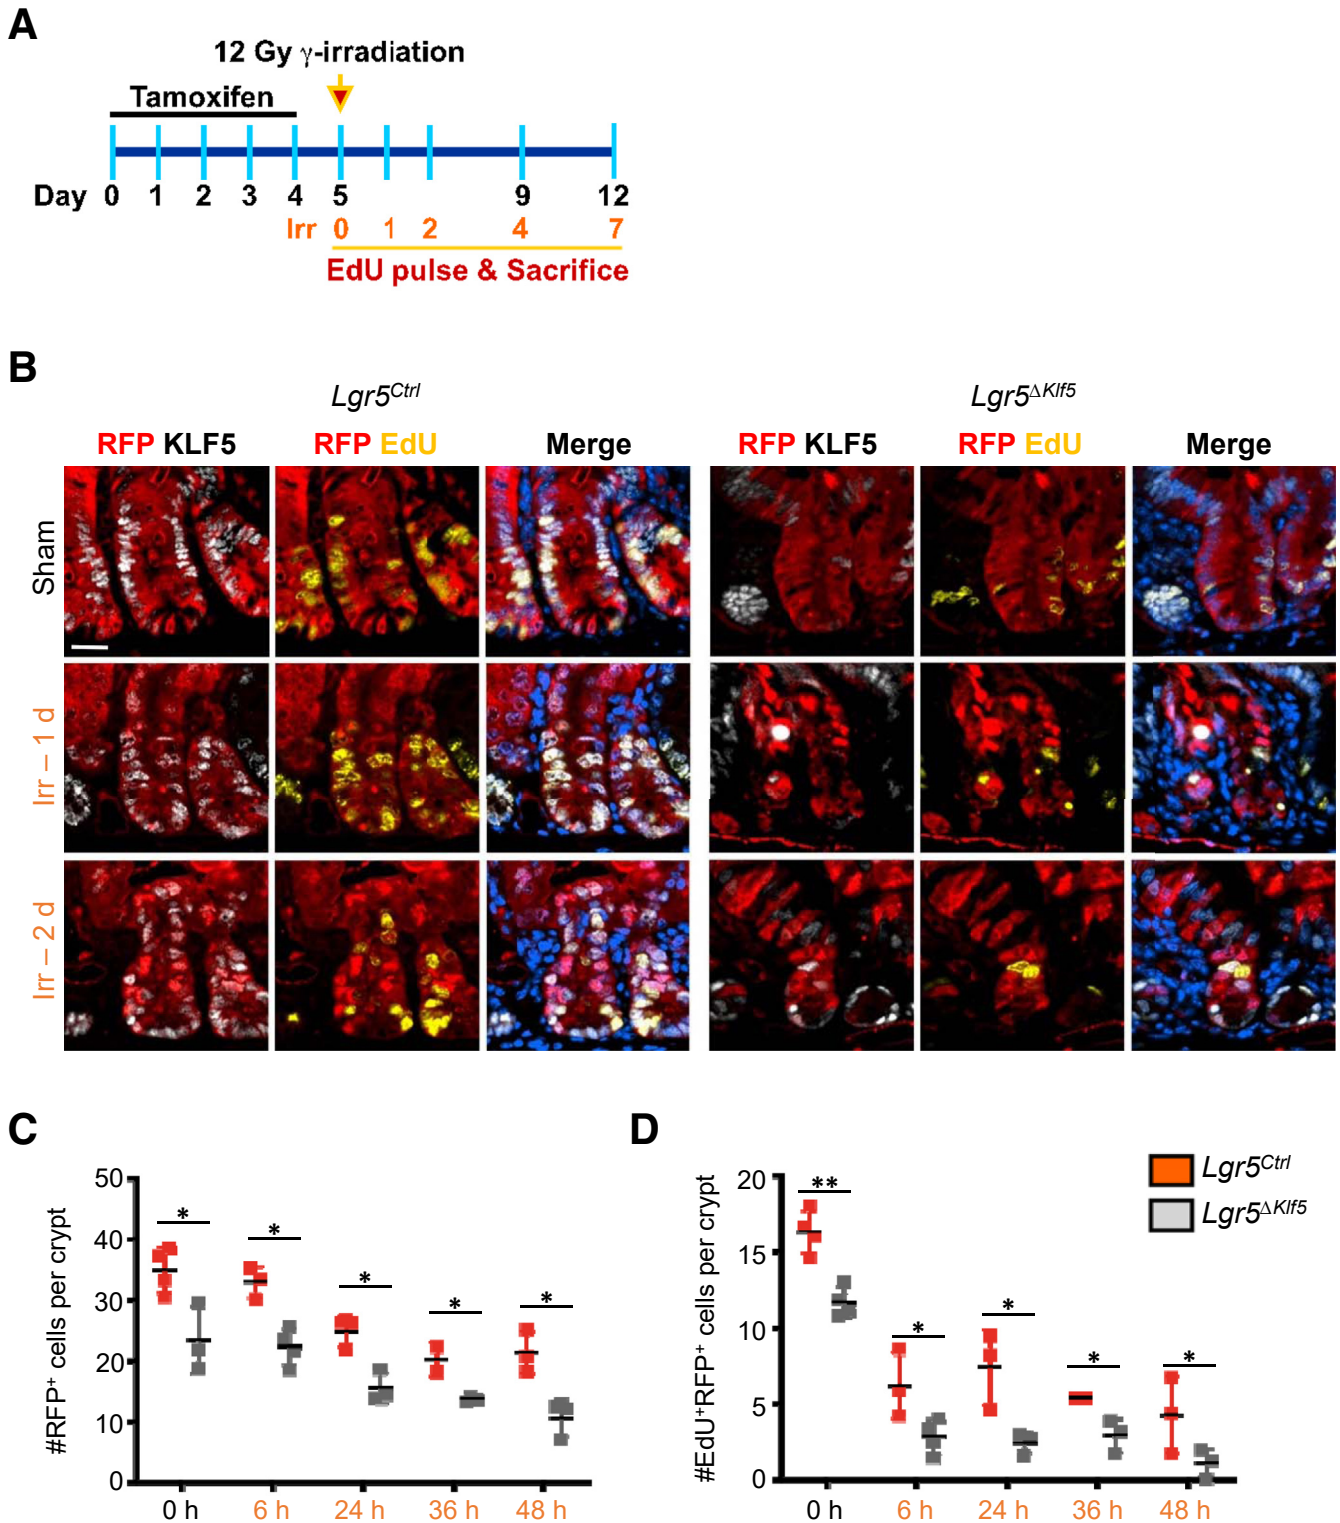 A
12 Gy γ-irradiation
Tamoxifen
Day 0 1 2 3 4 5 9 12
Irr 0 1 2 4 7
EdU pulse & Sacrifice
B
Lgr5Ctrl
Lgr5ΔKlf5
RFP KLF5 RFP EdU Merge RFP KLF5 RFP EdU Merge
Sham
Irr – 1 d
Irr – 2 d
C
#RFP+ cells per crypt
50
40
30
20
10
0
* * * * *
0 h 6 h 24 h 36 h 48 h
D
#EdU+RFP+ cells per crypt
20
15
10
5
0
** * * * *
0 h 6 h 24 h 36 h 48 h
Lgr5Ctrl
Lgr5ΔKlf5